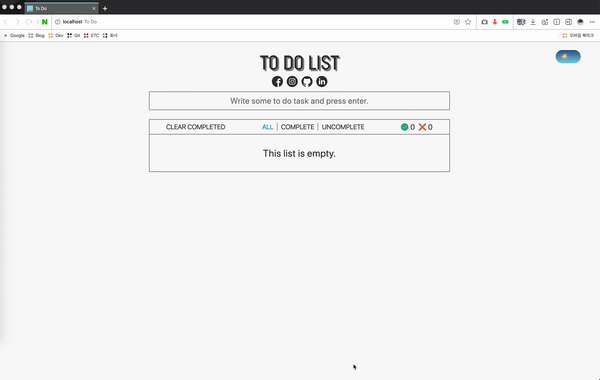 To Do
localhost To Do
Google Blog Dev Git ETC 회사
모바일 북마크
TO DO LIST
Write some to do task and press enter.
CLEAR COMPLETED ALL | COMPLETE | UNCOMPLETE 0 0
This list is empty.